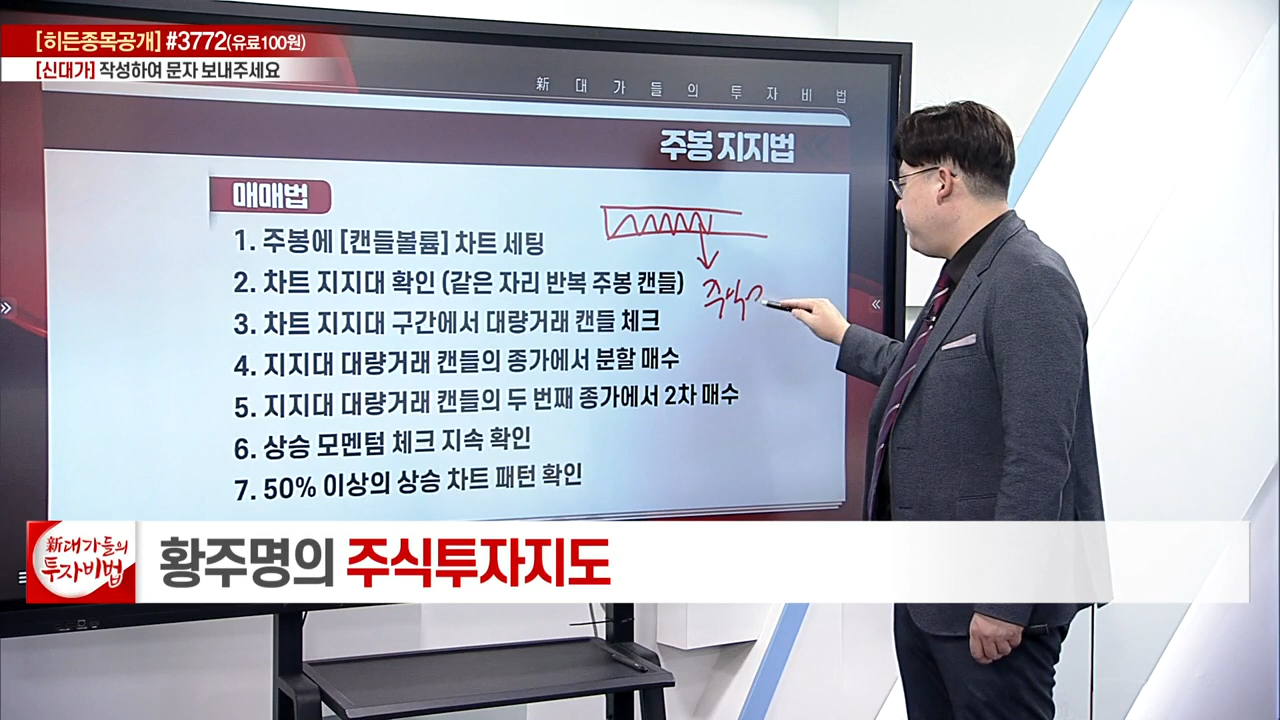 [히든종목공개] #3772(유료100원)
[신대가] 작성하여 문자 보내주세요
新 대 가 들 의 투 자 비 법
주봉 지지법
매매법
1. 주봉에 [캔들볼륨] 차트 세팅
2. 차트 지지대 확인 (같은 자리 반복 주봉 캔들)
3. 차트 지지대 구간에서 대량거래 캔들 체크
4. 지지대 대량거래 캔들의 종가에서 분할 매수
5. 지지대 대량거래 캔들의 두 번째 종가에서 2차 매수
6. 상승 모멘텀 체크 지속 확인
7. 50% 이상의 상승 차트 패턴 확인
新대가들의
투자비법
황주명의 주식투자지도